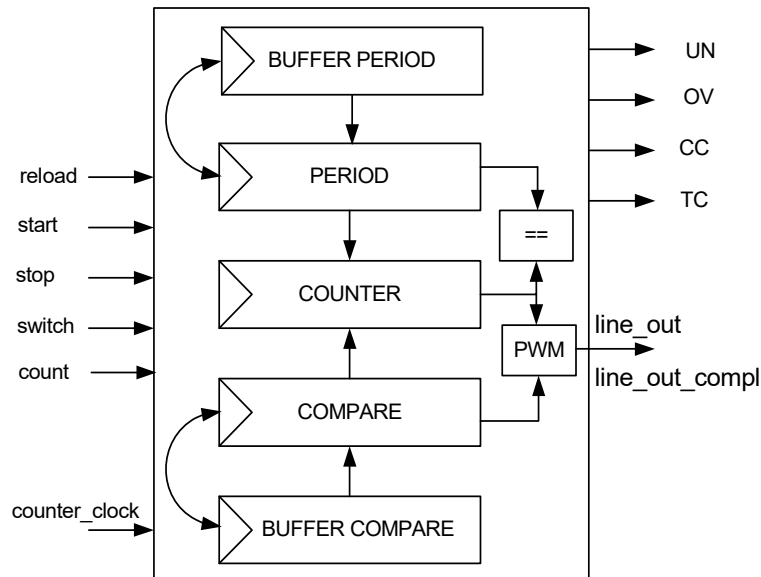 BUFFER PERIOD
UN
OV
CC
TC
PERIOD
reload
start
==
stop
COUNTER
switch
line_out
PWM
count
line_out_compl
COMPARE
counter_clock
BUFFER COMPARE